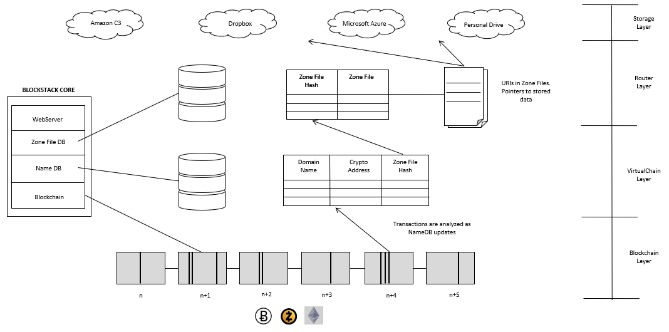 Amazon C3
Dropbox
Microsoft Azure
Personal Drive
Storage
Layer
BLOCKSTACK CORE
WebServer
Zone File DB
Name DB
Blockchain
Zone File
Hash
Zone File
URIs in Zone Files.
Pointers to stored
data
Router
Layer
Domain
Name
Crypto
Address
Zone File
Hash
VirtualChain
Layer
Transactions are analyzed as
NameDB updates
Blockchain
Layer
n
n+1
n+2
n+3
n+4
n+5